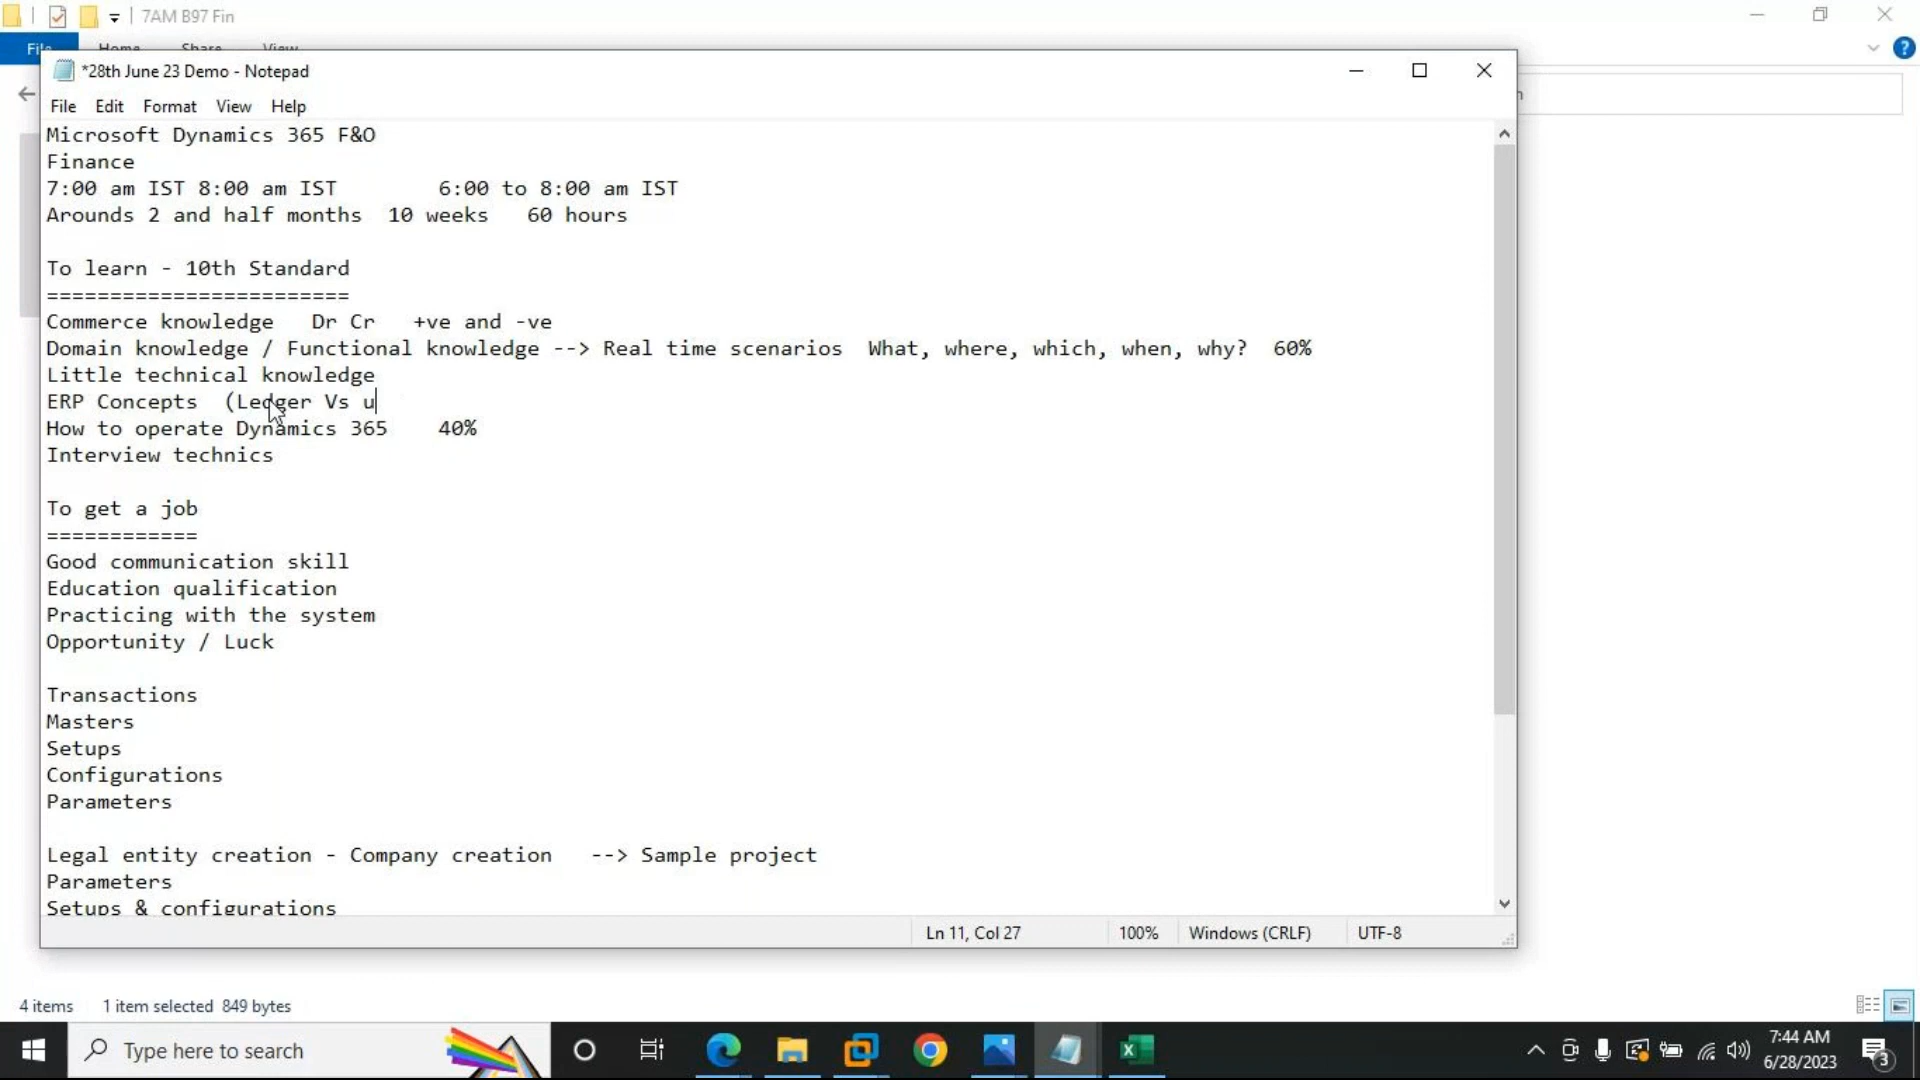 7AM B97 Fin
File Home Share View
*28th June 23 Demo - Notepad
File Edit Format View Help
Microsoft Dynamics 365 F&O
Finance
7:00 am IST 8:00 am IST 6:00 to 8:00 am IST
Arounds 2 and half months 10 weeks 60 hours
To learn - 10th Standard
========================
Commerce knowledge Dr Cr +ve and -ve
Domain knowledge / Functional knowledge --> Real time scenarios What, where, which, when, why? 60%
Little technical knowledge
ERP Concepts (Ledger Vs u
How to operate Dynamics 365 40%
Interview technics
To get a job
============
Good communication skill
Education qualification
Practicing with the system
Opportunity / Luck
Transactions
Masters
Setups
Configurations
Parameters
Legal entity creation - Company creation --> Sample project
Parameters
Setups & configurations
Ln 11, Col 27 100% Windows (CRLF) UTF-8
4 items 1 item selected 849 bytes
Type here to search
7:44 AM
6/28/2023
3